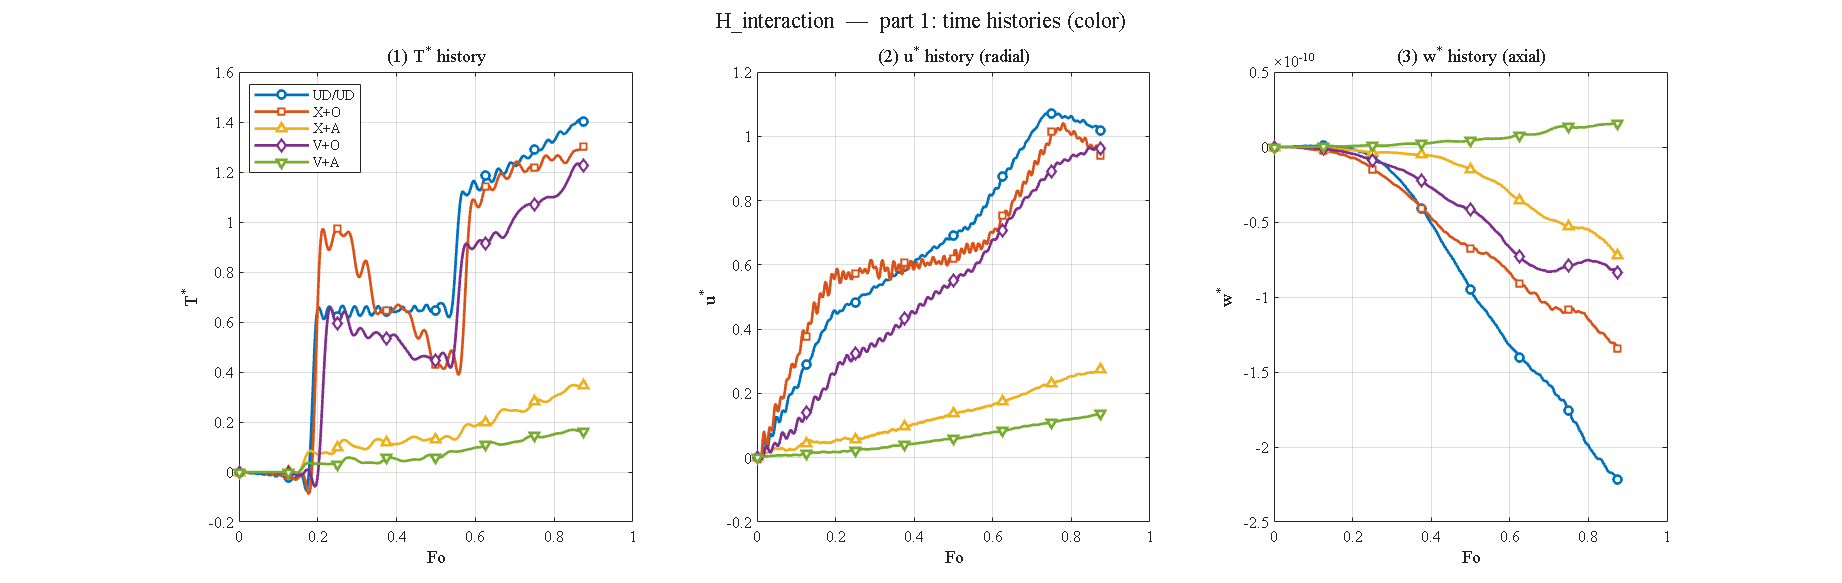 H_interaction — part 1: time histories (color)
(1) T* history
1.6
1.4
1.2
1
0.8
0.6
0.4
0.2
0
-0.2
T*
UD/UD
X+O
X+A
V+O
V+A
0 0.2 0.4 0.6 0.8 1
Fo
(2) u* history (radial)
1.2
1
0.8
0.6
0.4
0.2
0
-0.2
u*
0 0.2 0.4 0.6 0.8 1
Fo
(3) w* history (axial)
×10-10
0.5
0
-0.5
-1
-1.5
-2
-2.5
w*
0 0.2 0.4 0.6 0.8 1
Fo